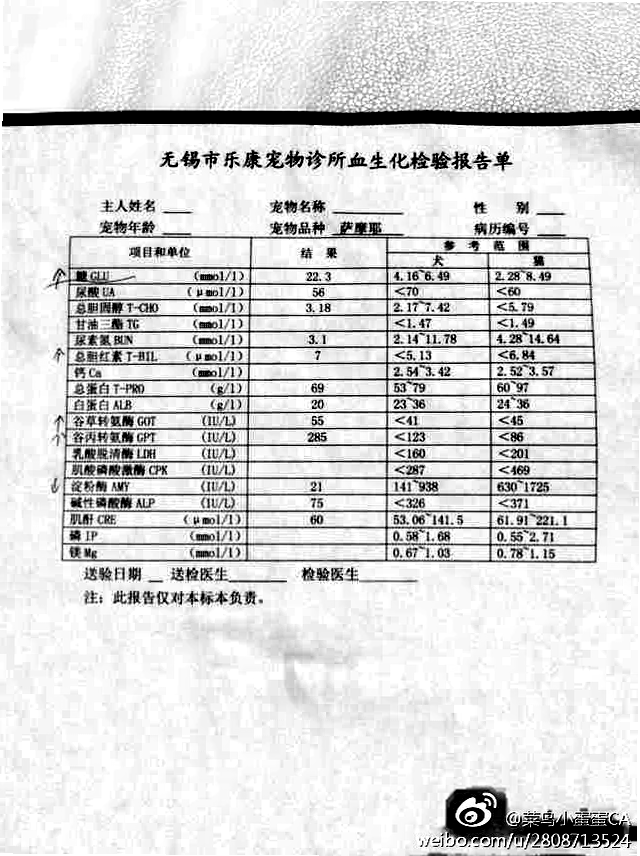 无锡市乐康宠物诊所血生化检验报告单
主人姓名 宠物名称 性 别
宠物年龄 宠物品种 萨摩耶 病历编号
项目和单位 结 果 参 考 范 围
犬 猫
↑ 糖 GLU (mmol/l) 22.3 4.16~6.49 2.28~8.49
尿酸 UA (μmol/l) 56 <70 <60
总胆固醇 T-CHO (mmol/l) 3.18 2.17~7.42 <5.79
甘油三酯 TG (mmol/l) <1.47 <1.49
尿素氮 BUN (mmol/l) 3.1 2.14~11.78 4.28~14.64
↑ 总胆红素 T-BIL (μmol/l) 7 <5.13 <6.84
钙 Ca (mmol/l) 2.54~3.42 2.52~3.57
总蛋白 T-PRO (g/l) 69 53~79 60~97
白蛋白 ALB (g/l) 20 23~36 24~36
↑ 谷草转氨酶 GOT (IU/L) 55 <41 <45
↑ 谷丙转氨酶 GPT (IU/L) 285 <123 <86
乳酸脱清酶 LDH (IU/L) <160 <201
肌酸磷酸激酶 CPK (IU/L) <287 <469
↓ 淀粉酶 AMY (IU/L) 21 141~938 630~1725
碱性磷酸酶 ALP (IU/L) 75 <326 <371
肌酐 CRE (μmol/l) 60 53.06~141.5 61.91~221.1
磷 IP (mmol/l) 0.58~1.68 0.55~2.71
镁 Mg (mmol/l) 0.67~1.03 0.78~1.15
送验日期 送检医生 检验医生
注：此报告仅对本标本负责。
@菜鸟小蛋蛋CA
weibo.com/u/2808713524